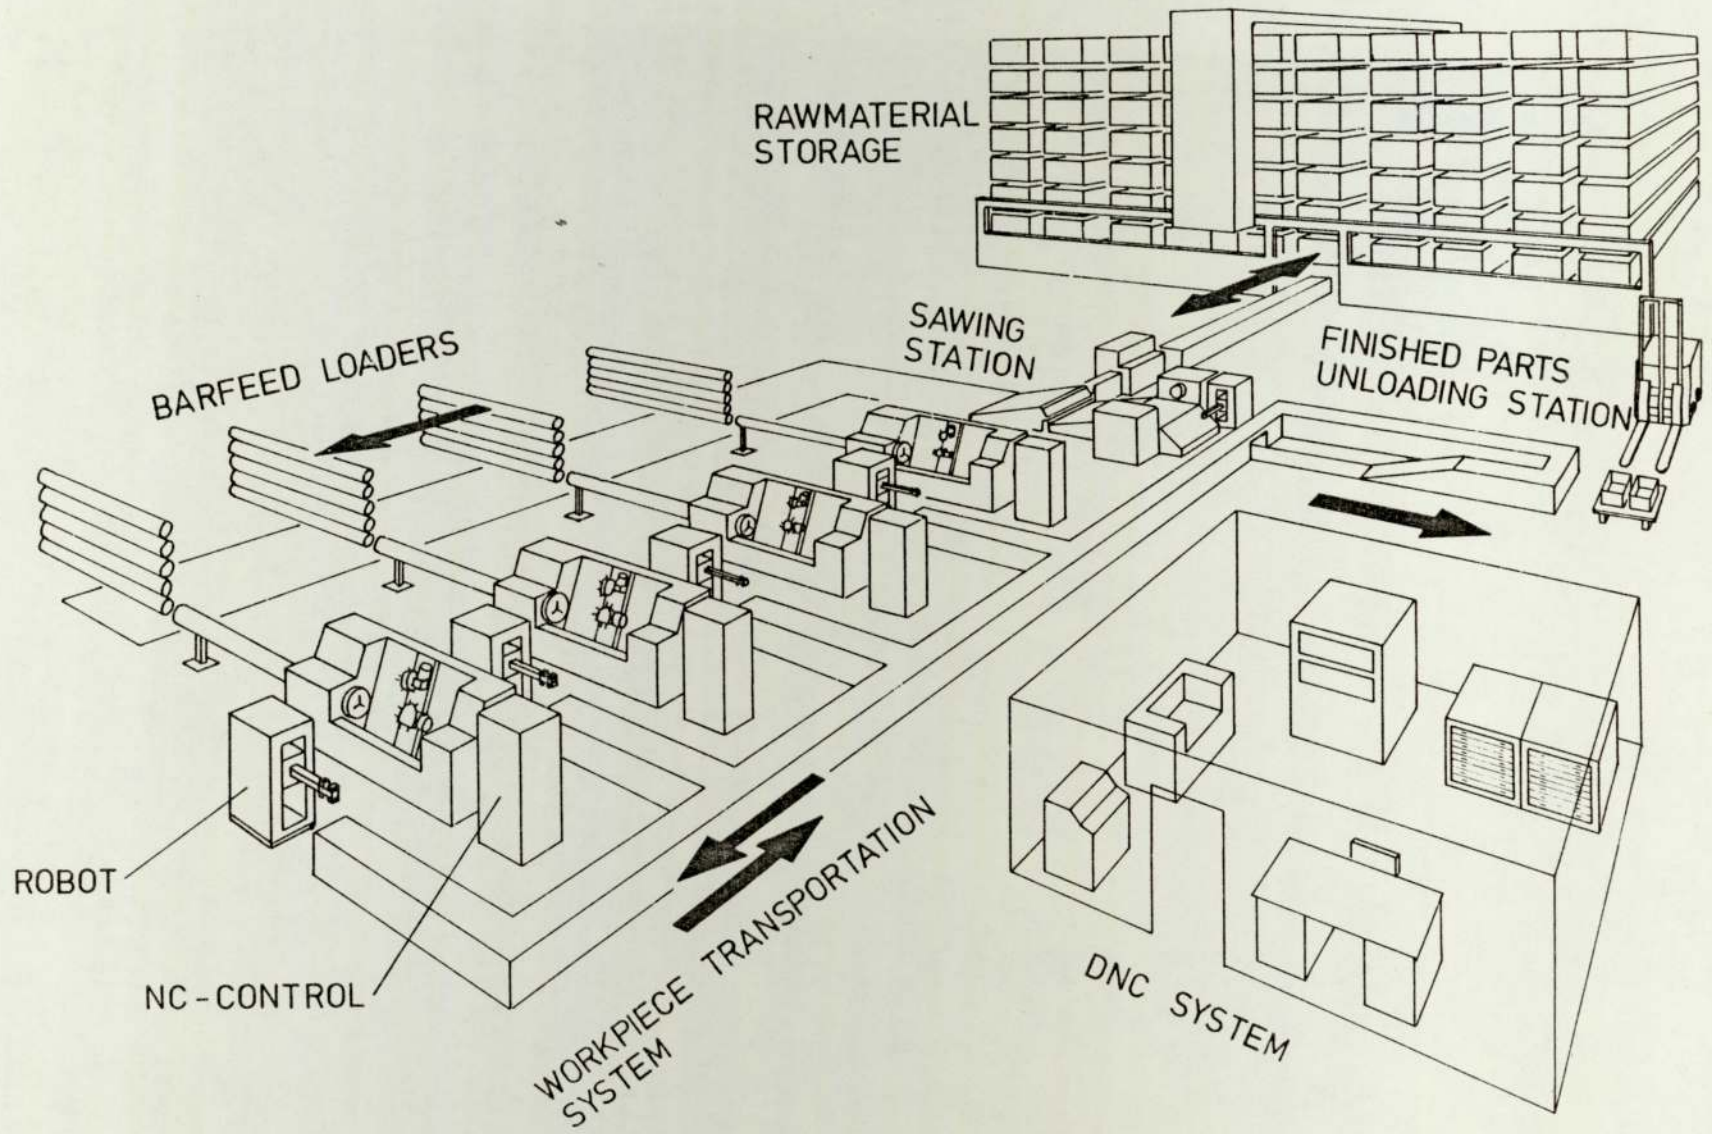 RAWMATERIAL
STORAGE
SAWING
STATION
FINISHED PARTS
UNLOADING STATION
BARFEED LOADERS
ROBOT
NC-CONTROL
WORKPIECE TRANSPORTATION
SYSTEM
DNC SYSTEM